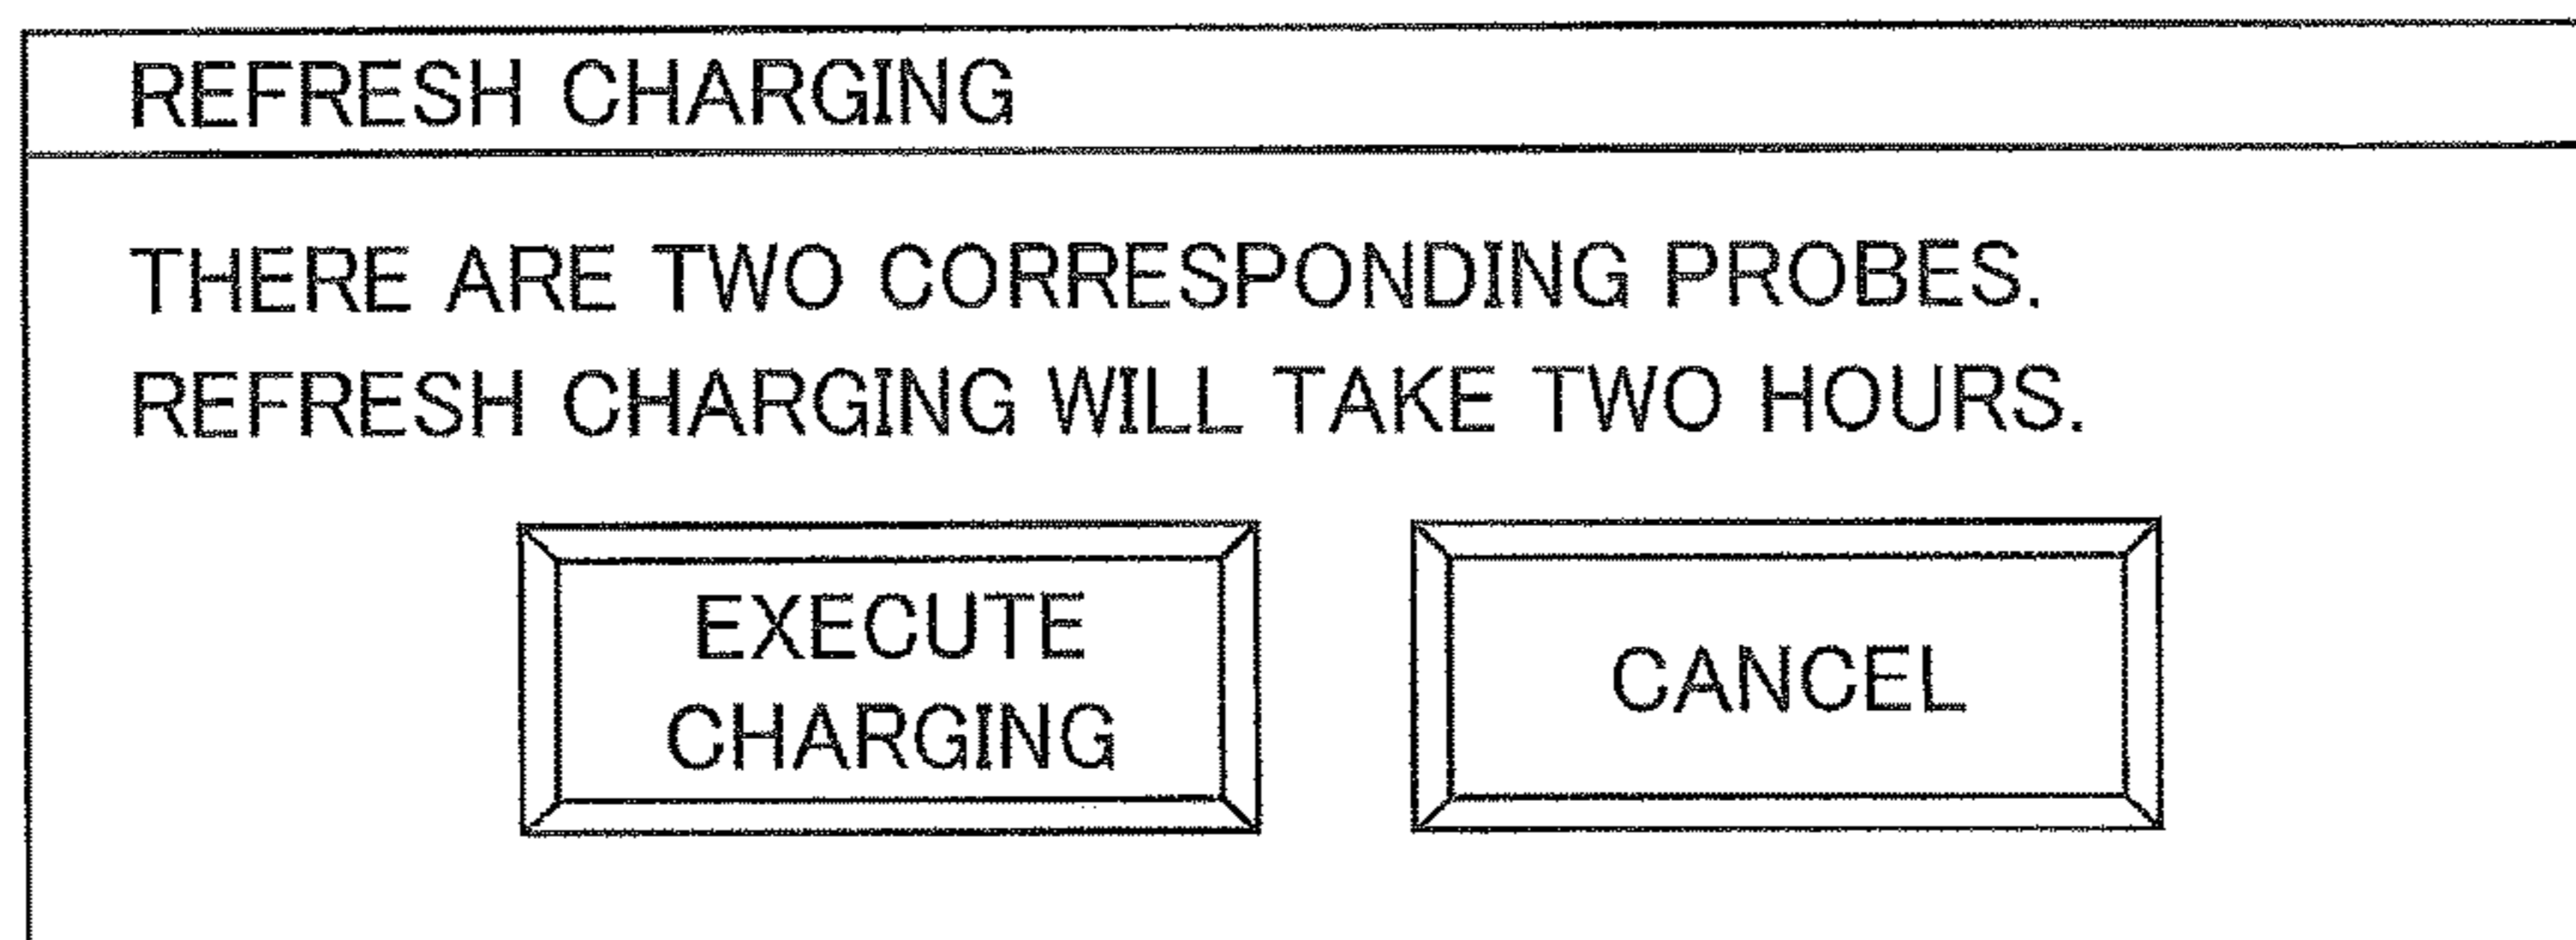 REFRESH CHARGING
THERE ARE TWO CORRESPONDING PROBES.
REFRESH CHARGING WILL TAKE TWO HOURS.
EXECUTE
CHARGING
CANCEL